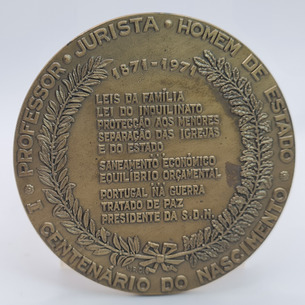 PROFESSOR · JURISTA · HOMEM DE ESTADO ·
I CENTENÁRIO DO NASCIMENTO
1871-1971
LEIS DA FAMÍLIA
LEI DO INQUILINATO
PROTECÇÃO AOS MENORES
SEPARAÇÃO DAS IGREJAS
E DO ESTADO
SANEAMENTO ECONÓMICO
EQUILÍBRIO ORÇAMENTAL
PORTUGAL NA GUERRA
TRATADO DE PAZ
PRESIDENTE DA S.D.N.